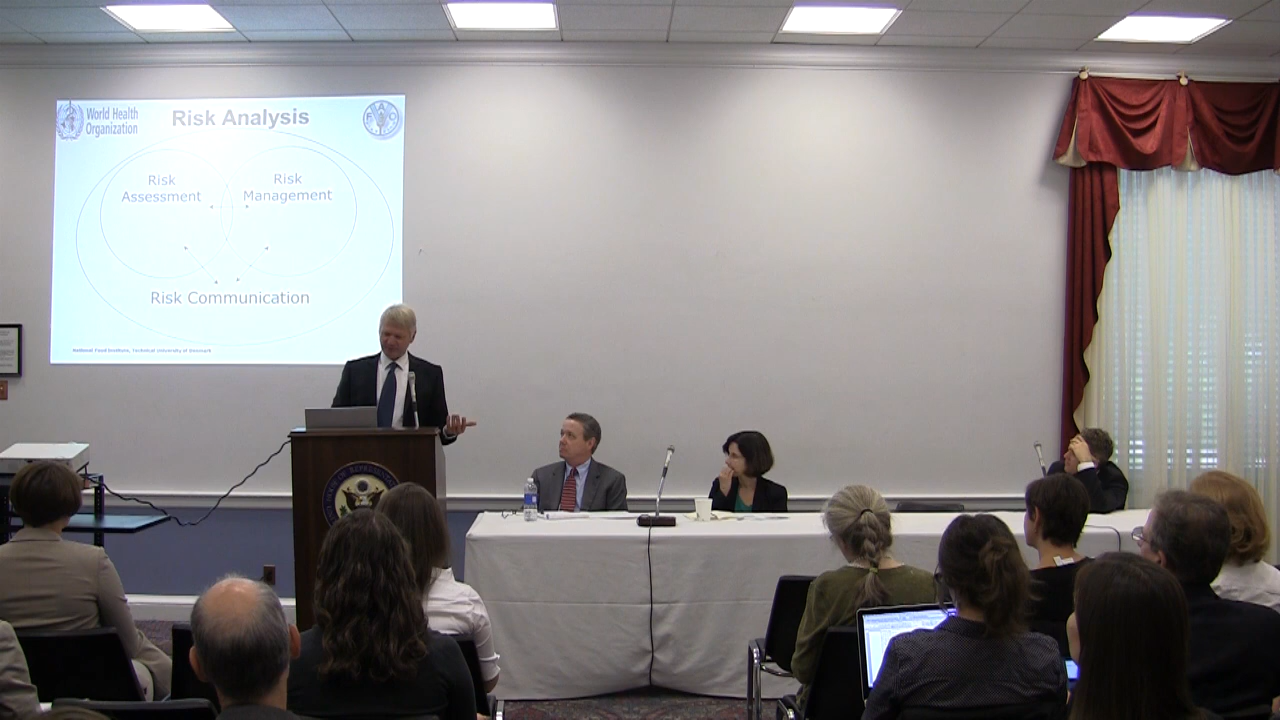 World Health
Organization
Risk Analysis
Risk
Assessment
Risk
Management
Risk Communication
National Food Institute, Technical University of Denmark